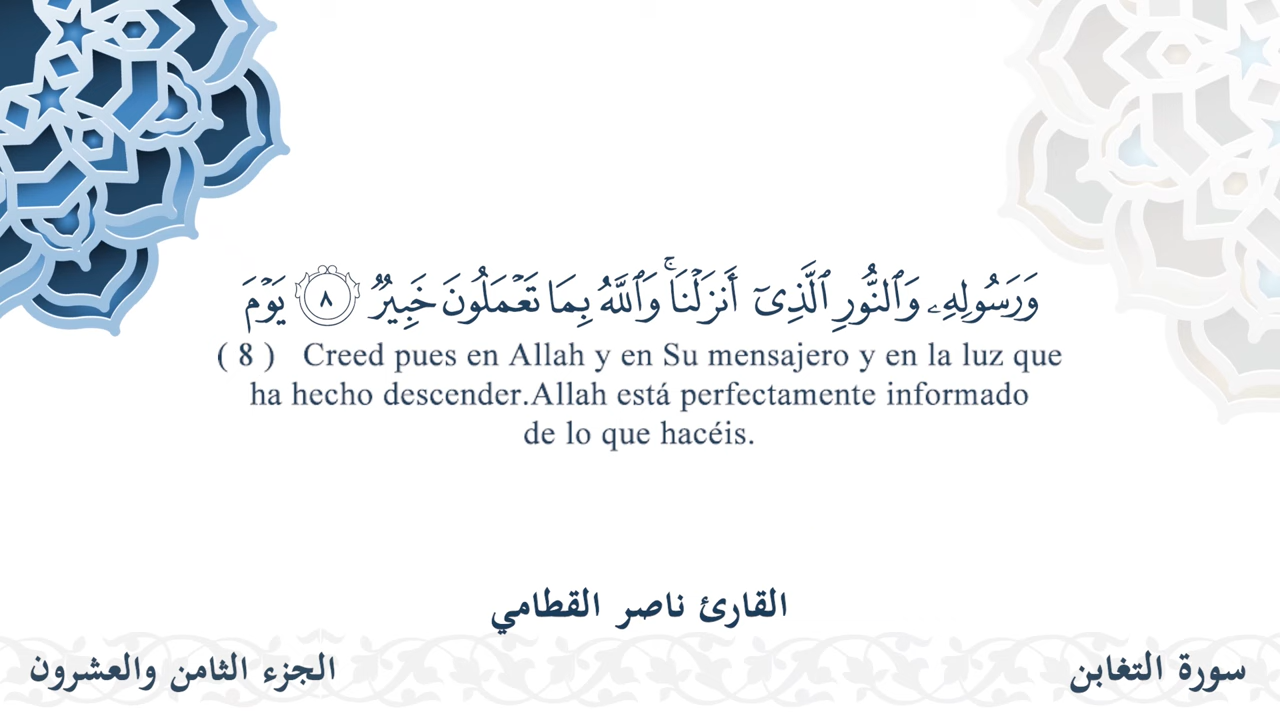 وَرَسُولِهِۦ وَٱلنُّورِ ٱلَّذِىٓ أَنزَلْنَا ۚ وَٱللَّهُ بِمَا تَعْمَلُونَ خَبِيرٌ ٨ يَوْمَ
( 8 ) Creed pues en Allah y en Su mensajero y en la luz que
ha hecho descender.Allah está perfectamente informado
de lo que hacéis.
القارئ ناصر القطامي
سورة التغابن
الجزء الثامن والعشرون